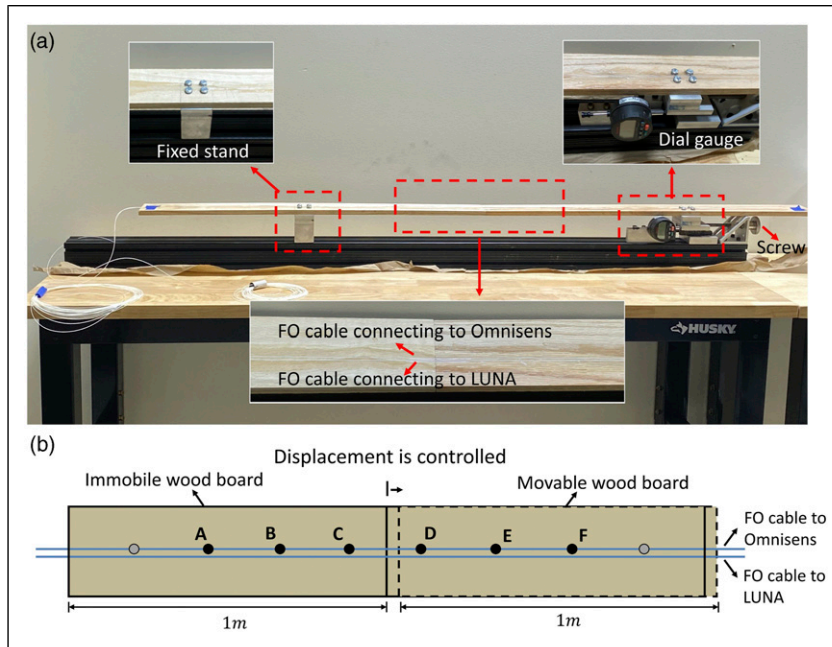 (a)
Fixed stand
Dial gauge
Screw
FO cable connecting to Omnisens
FO cable connecting to LUNA
HUSKY
(b)
Displacement is controlled
Immobile wood board
Movable wood board
A
B
C
D
E
F
FO cable to
Omnisens
FO cable to
LUNA
1m
1m